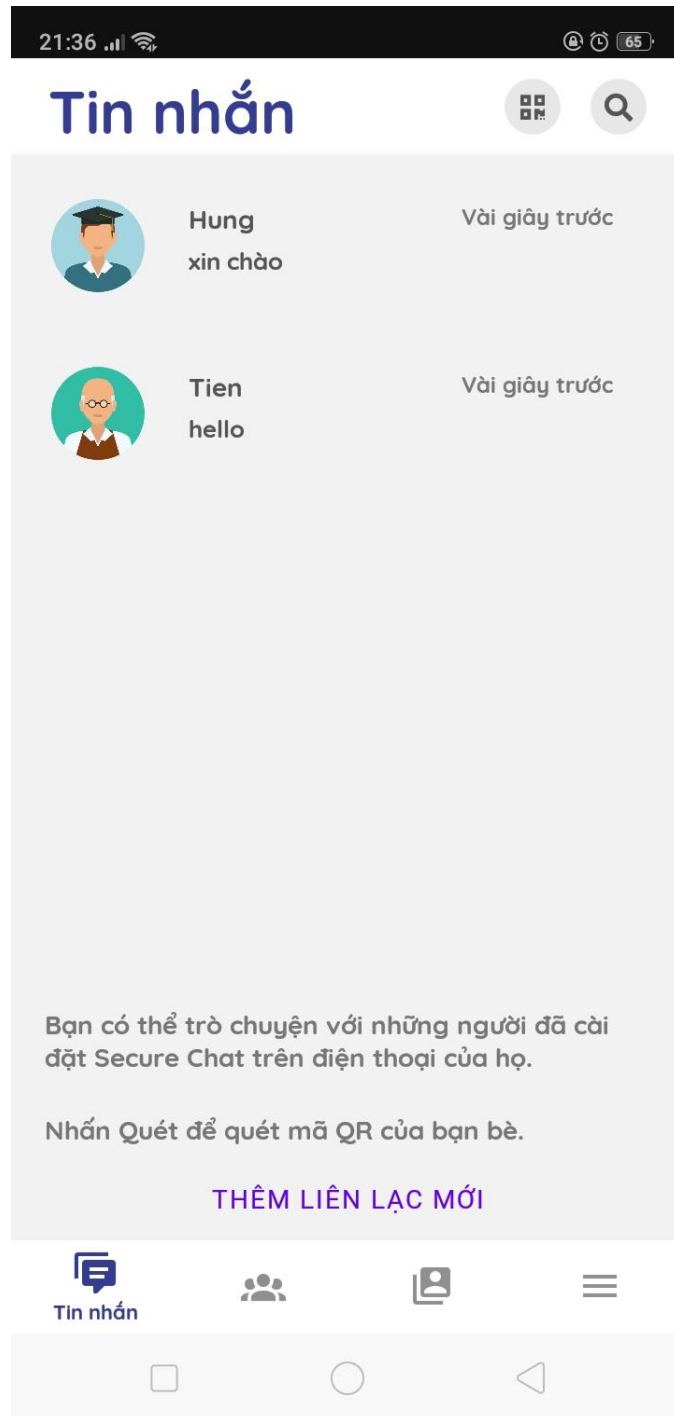 21:36
65
Tin nhắn
Hung
Vài giây trước
xin chào
Tien
Vài giây trước
hello
Bạn có thể trò chuyện với những người đã cài
đặt Secure Chat trên điện thoại của họ.
Nhấn Quét để quét mã QR của bạn bè.
THÊM LIÊN LẠC MỚI
Tin nhắn